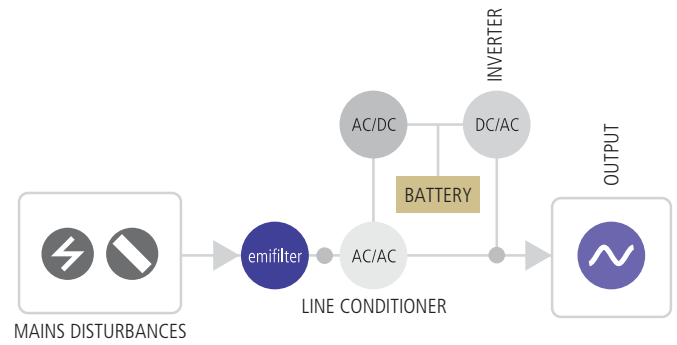 INVERTER
AC/DC
DC/AC
OUTPUT
BATTERY
emifilter
AC/AC
LINE CONDITIONER
MAINS DISTURBANCES